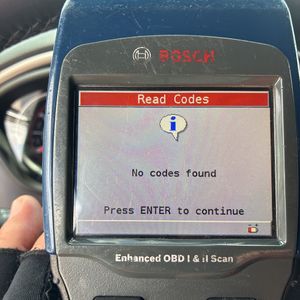 BOSCH
Read Codes
i
No codes found
Press ENTER to continue
Enhanced OBD I & II Scan